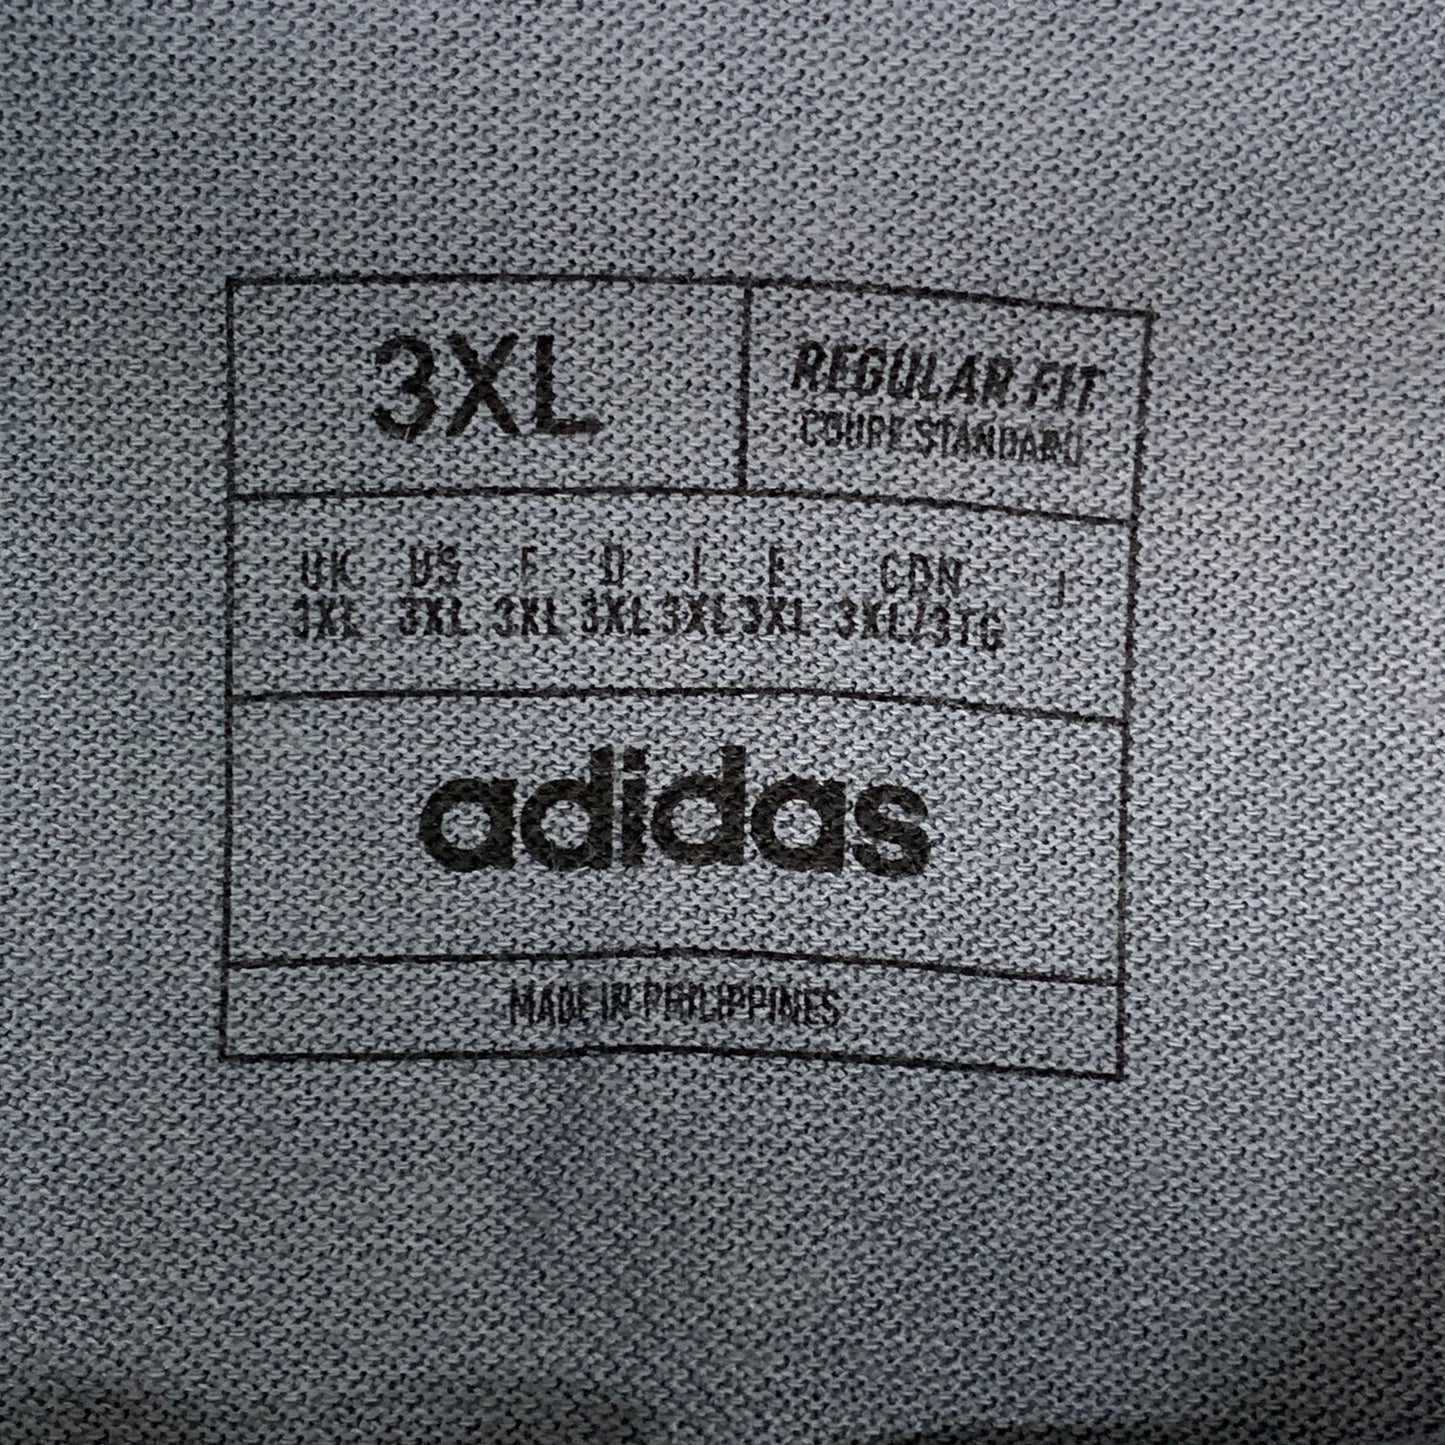 3XL
REGULAR FIT
COUPE STANDARD
UK US F D I E CDN J
3XL 3XL 3XL 3XL 3XL 3XL 3XL/3TG
adidas
MADE IN PHILIPPINES